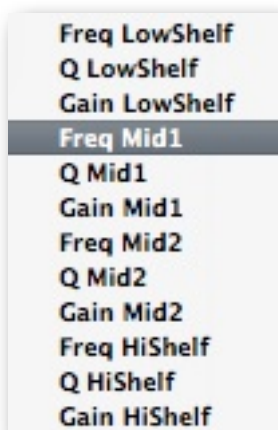 Freq LowShelf
Q LowShelf
Gain LowShelf
Freq Mid1
Q Mid1
Gain Mid1
Freq Mid2
Q Mid2
Gain Mid2
Freq HiShelf
Q HiShelf
Gain HiShelf